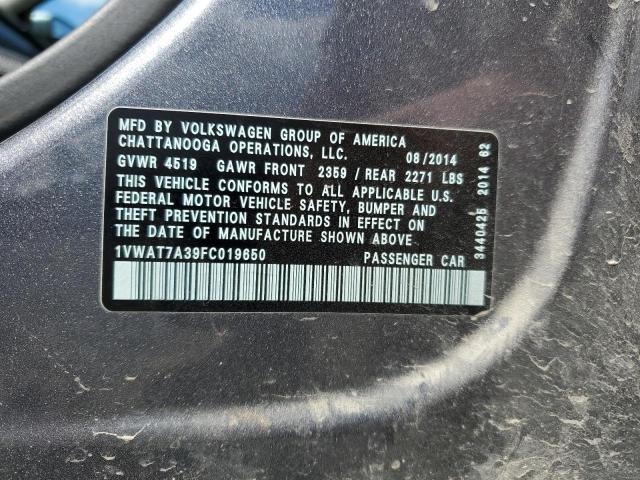 MFD BY VOLKSWAGEN GROUP OF AMERICA
CHATTANOOGA OPERATIONS, LLC. 08/2014
GVWR 4519 GAWR FRONT 2359 / REAR 2271 LBS
THIS VEHICLE CONFORMS TO ALL APPLICABLE U.S.
FEDERAL MOTOR VEHICLE SAFETY, BUMPER AND
THEFT PREVENTION STANDARDS IN EFFECT ON
THE DATE OF MANUFACTURE SHOWN ABOVE
1VWAT7A39FC019650 PASSENGER CAR
3440425 2014 62